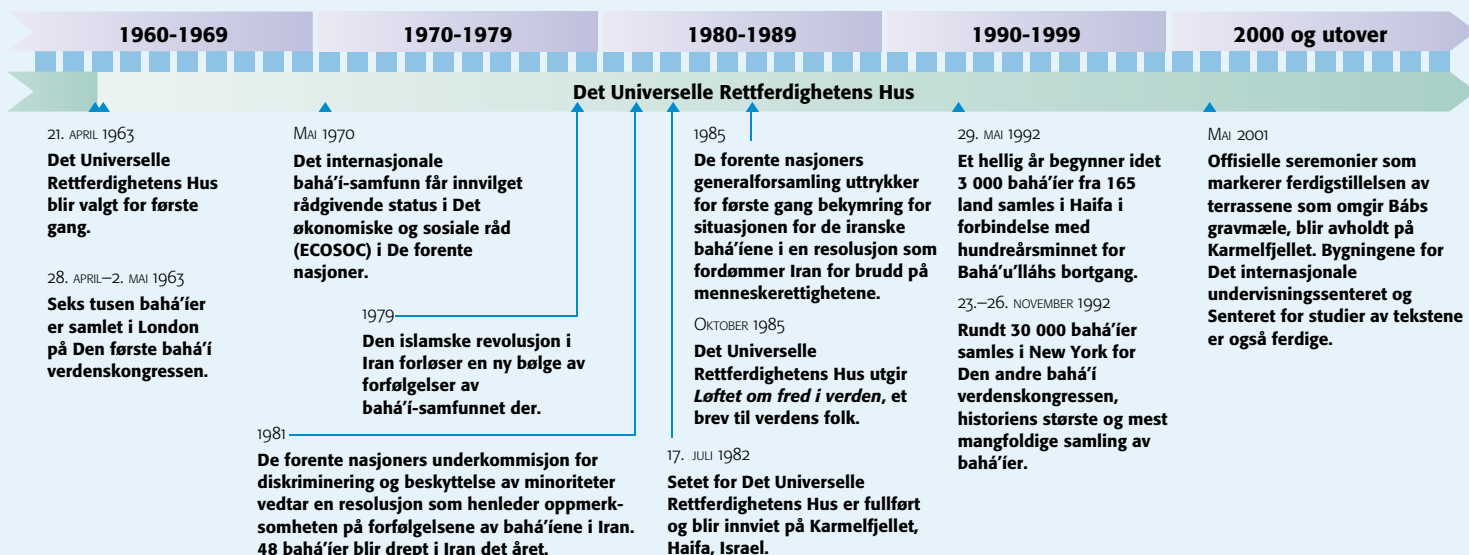 1960-1969
1970-1979
1980-1989
1990-1999
2000 og utover
Det Universelle Rettferdighetens Hus
21. APRIL 1963
Det Universelle
Rettferdighetens Hus
blir valgt for første
gang.
28. APRIL–2. MAI 1963
Seks tusen bahá’íer
er samlet i London
på Den første bahá’í
verdenskongressen.
MAI 1970
Det internasjonale
bahá’í-samfunn får innvilget
rådgivende status i Det
økonomiske og sosiale råd
(ECOSOC) i De forente
nasjoner.
1979
Den islamske revolusjon i
Iran forløser en ny bølge av
forfølgelser av
bahá’í-samfunnet der.
1981
De forente nasjoners underkommisjon for
diskriminering og beskyttelse av minoriteter
vedtar en resolusjon som henleder oppmerk-
somheten på forfølgelsene av bahá’íene i Iran.
48 bahá’íer blir drept i Iran det året.
1985
De forente nasjoners
generalforsamling uttrykker
for første gang bekymring for
situasjonen for de iranske
bahá’íene i en resolusjon som
fordømmer Iran for brudd på
menneskerettighetene.
OKTOBER 1985
Det Universelle
Rettferdighetens Hus utgir
Løftet om fred i verden, et
brev til verdens folk.
17. JULI 1982
Setet for Det Universelle
Rettferdighetens Hus er fullført
og blir innviet på Karmelfjellet,
Haifa, Israel.
29. MAI 1992
Et hellig år begynner idet
3 000 bahá’íer fra 165
land samles i Haifa i
forbindelse med
hundreårsminnet for
Bahá’u’lláhs bortgang.
23.–26. NOVEMBER 1992
Rundt 30 000 bahá’íer
samles i New York for
Den andre bahá’í
verdenskongressen,
historiens største og mest
mangfoldige samling av
bahá’íer.
MAI 2001
Offisielle seremonier som
markerer ferdigstillelsen av
terrassene som omgir Bábs
gravmæle, blir avholdt på
Karmelfjellet. Bygningene for
Det internasjonale
undervisningssenteret og
Senteret for studier av tekstene
er også ferdige.